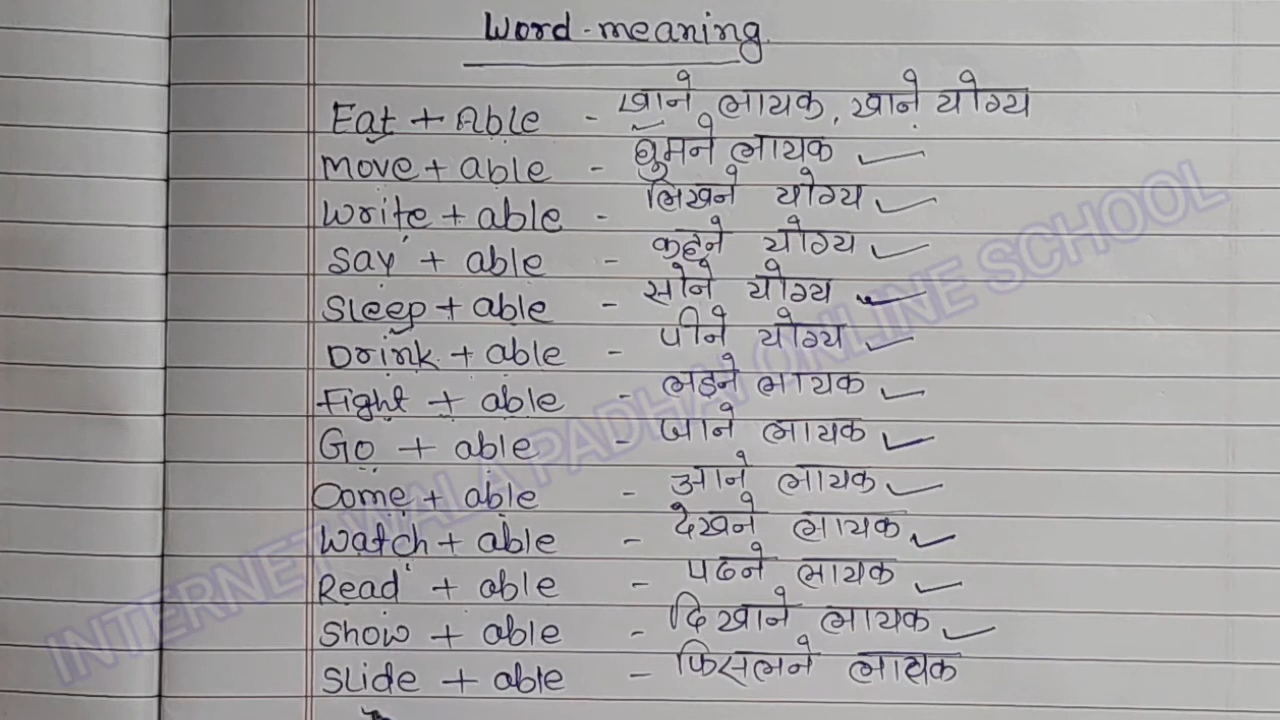 Word-meaning.
Eat + Able - खाने लायक, खाने योग्य
Move + able - घुमने लायक
Write + able - लिखने योग्य
Say + able - कहने योग्य
Sleep + able - सोने योग्य
Drink + able - पीने योग्य
Fight + able - लड़ने लायक
Go + able - जाने लायक
Come + able - आने लायक
Watch + able - देखने लायक
Read + able - पढने लायक
Show + able - दिखाने लायक
Slide + able - फिसलने लायक
INTERNET WALA PADHAI ONLINE SCHOOL